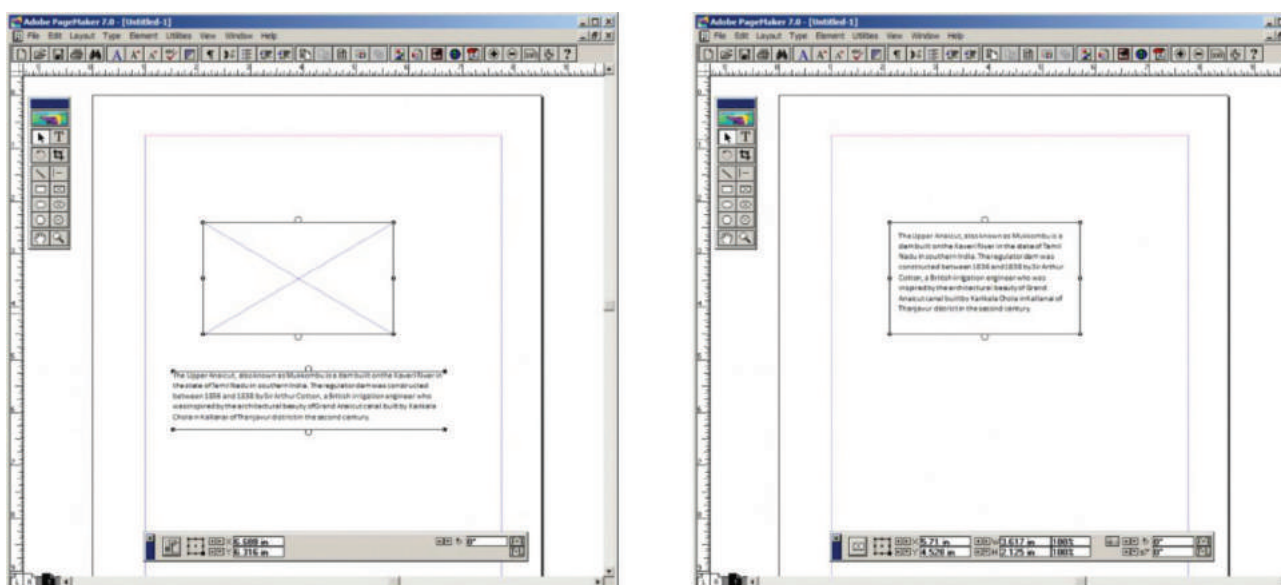 Adobe PageMaker 7.0 - [Untitled-1]
File Edit Layout Type Element Utilities View Window Help
The Upper Anaicut, also known as Mukkombu is a dam built on the Kaveri River in
the state of Tamil Nadu in southern India. The regulator dam was constructed
between 1836 and 1838 by Sir Arthur Cotton, a British irrigation engineer who
was inspired by the architectural beauty of Grand Anaicut canal built by Karikala
Chola in Kallanai of Thanjavur district in the second century.
X 6.688 in 0°
Y 6.316 in
Adobe PageMaker 7.0 - [Untitled-1]
File Edit Layout Type Element Utilities View Window Help
The Upper Anaicut, also known as Mukkombu is a
dam built on the Kaveri River in the state of Tamil
Nadu in southern India. The regulator dam was
constructed between 1836 and 1838 by Sir Arthur
Cotton, a British irrigation engineer who was
inspired by the architectural beauty of Grand
Anaicut canal built by Karikala Chola in Kallanai of
Thanjavur district in the second century.
X 5.71 in W 3.617 in 100% 0°
Y 4.528 in H 2.125 in 100% 0°